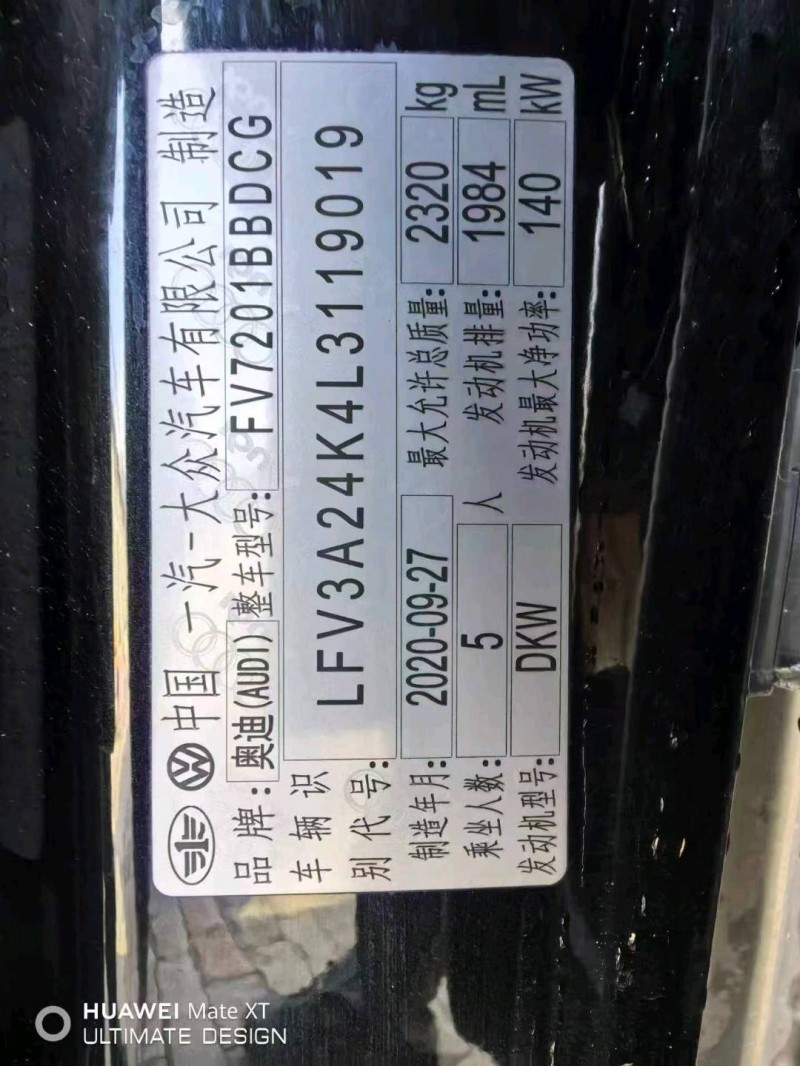 中国 一汽-大众汽车有限公司 制造
品牌：奥迪(AUDI) 整车型号：FV7201BBDCG
车辆识别代号：LFV3A24K4L3119019
制造年月：2020-09-27 最大允许总质量：2320 kg
乘坐人数：5 人 发动机排量：1984 mL
发动机型号：DKW 发动机最大净功率：140 kW
HUAWEI Mate XT
ULTIMATE DESIGN